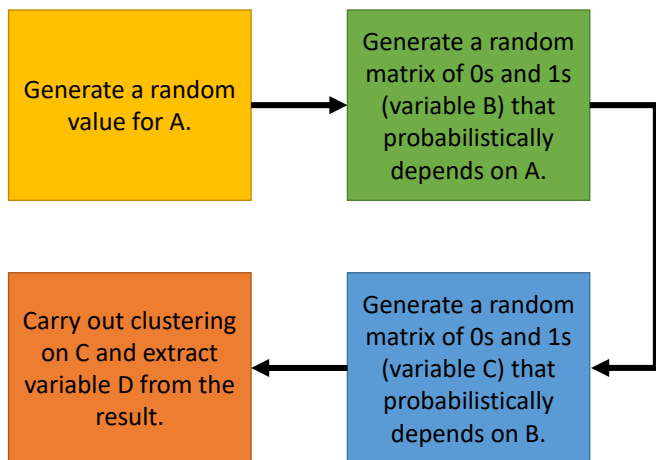 Generate a random
value for A.
Generate a random
matrix of 0s and 1s
(variable B) that
probabilistically
depends on A.
Generate a random
matrix of 0s and 1s
(variable C) that
probabilistically
depends on B.
Carry out clustering
on C and extract
variable D from the
result.